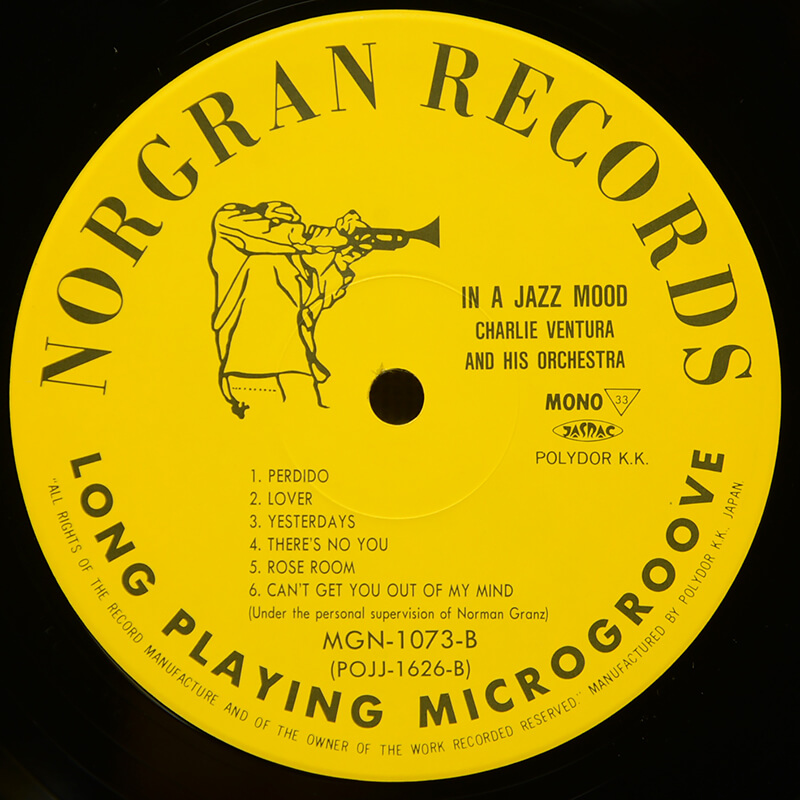 NORGRAN RECORDS
IN A JAZZ MOOD
CHARLIE VENTURA
AND HIS ORCHESTRA
MONO 33
JASRAC
POLYDOR K.K.
1. PERDIDO
2. LOVER
3. YESTERDAYS
4. THERE'S NO YOU
5. ROSE ROOM
6. CAN'T GET YOU OUT OF MY MIND
(Under the personal supervision of Norman Granz)
MGN-1073-B
(POJJ-1626-B)
LONG PLAYING MICROGROOVE
"ALL RIGHTS OF THE RECORD MANUFACTURE AND OF THE OWNER OF THE WORK RECORDED RESERVED." MANUFACTURED BY POLYDOR K.K., JAPAN.